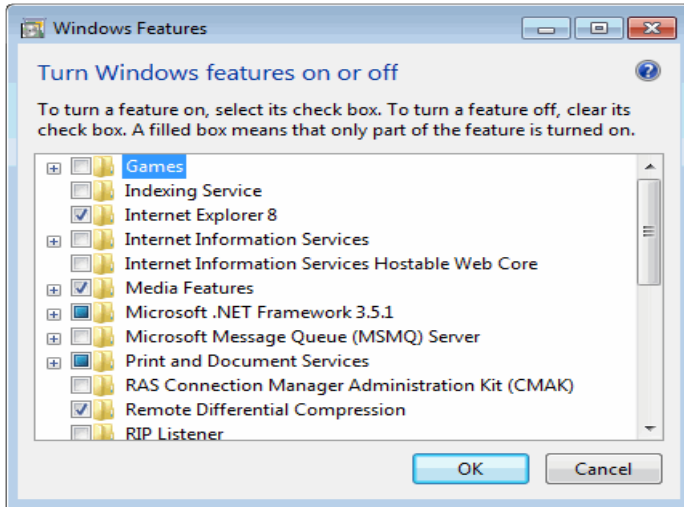 Windows Features
Turn Windows features on or off
To turn a feature on, select its check box. To turn a feature off, clear its
check box. A filled box means that only part of the feature is turned on.
Games
Indexing Service
Internet Explorer 8
Internet Information Services
Internet Information Services Hostable Web Core
Media Features
Microsoft .NET Framework 3.5.1
Microsoft Message Queue (MSMQ) Server
Print and Document Services
RAS Connection Manager Administration Kit (CMAK)
Remote Differential Compression
RIP Listener
OK Cancel